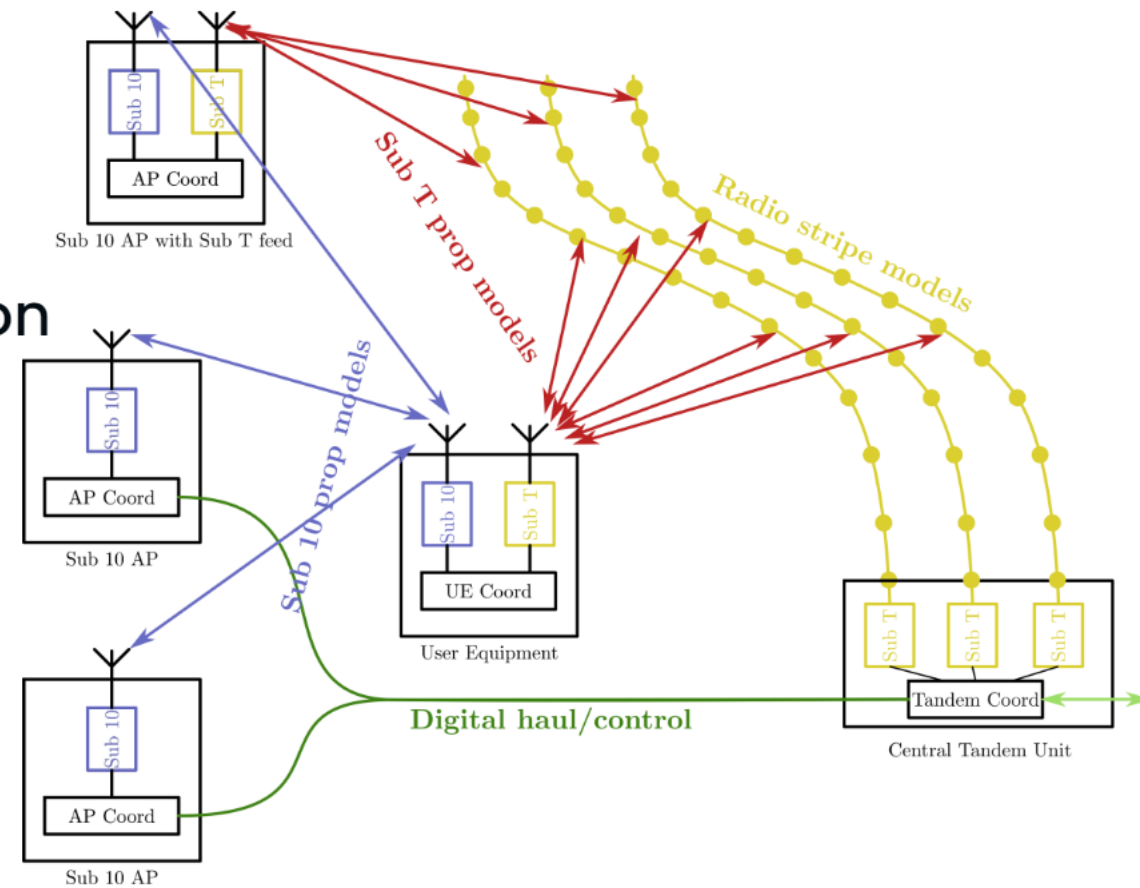 Sub 10
Sub T
AP Coord
Sub 10 AP with Sub T feed
Sub T prop models
Radio stripe models
on
Sub 10
AP Coord
Sub 10 AP
Sub 10 prop models
Sub 10
Sub T
UE Coord
User Equipment
Sub T
Sub T
Sub T
Tandem Coord
Central Tandem Unit
Digital haul/control
Sub 10
AP Coord
Sub 10 AP